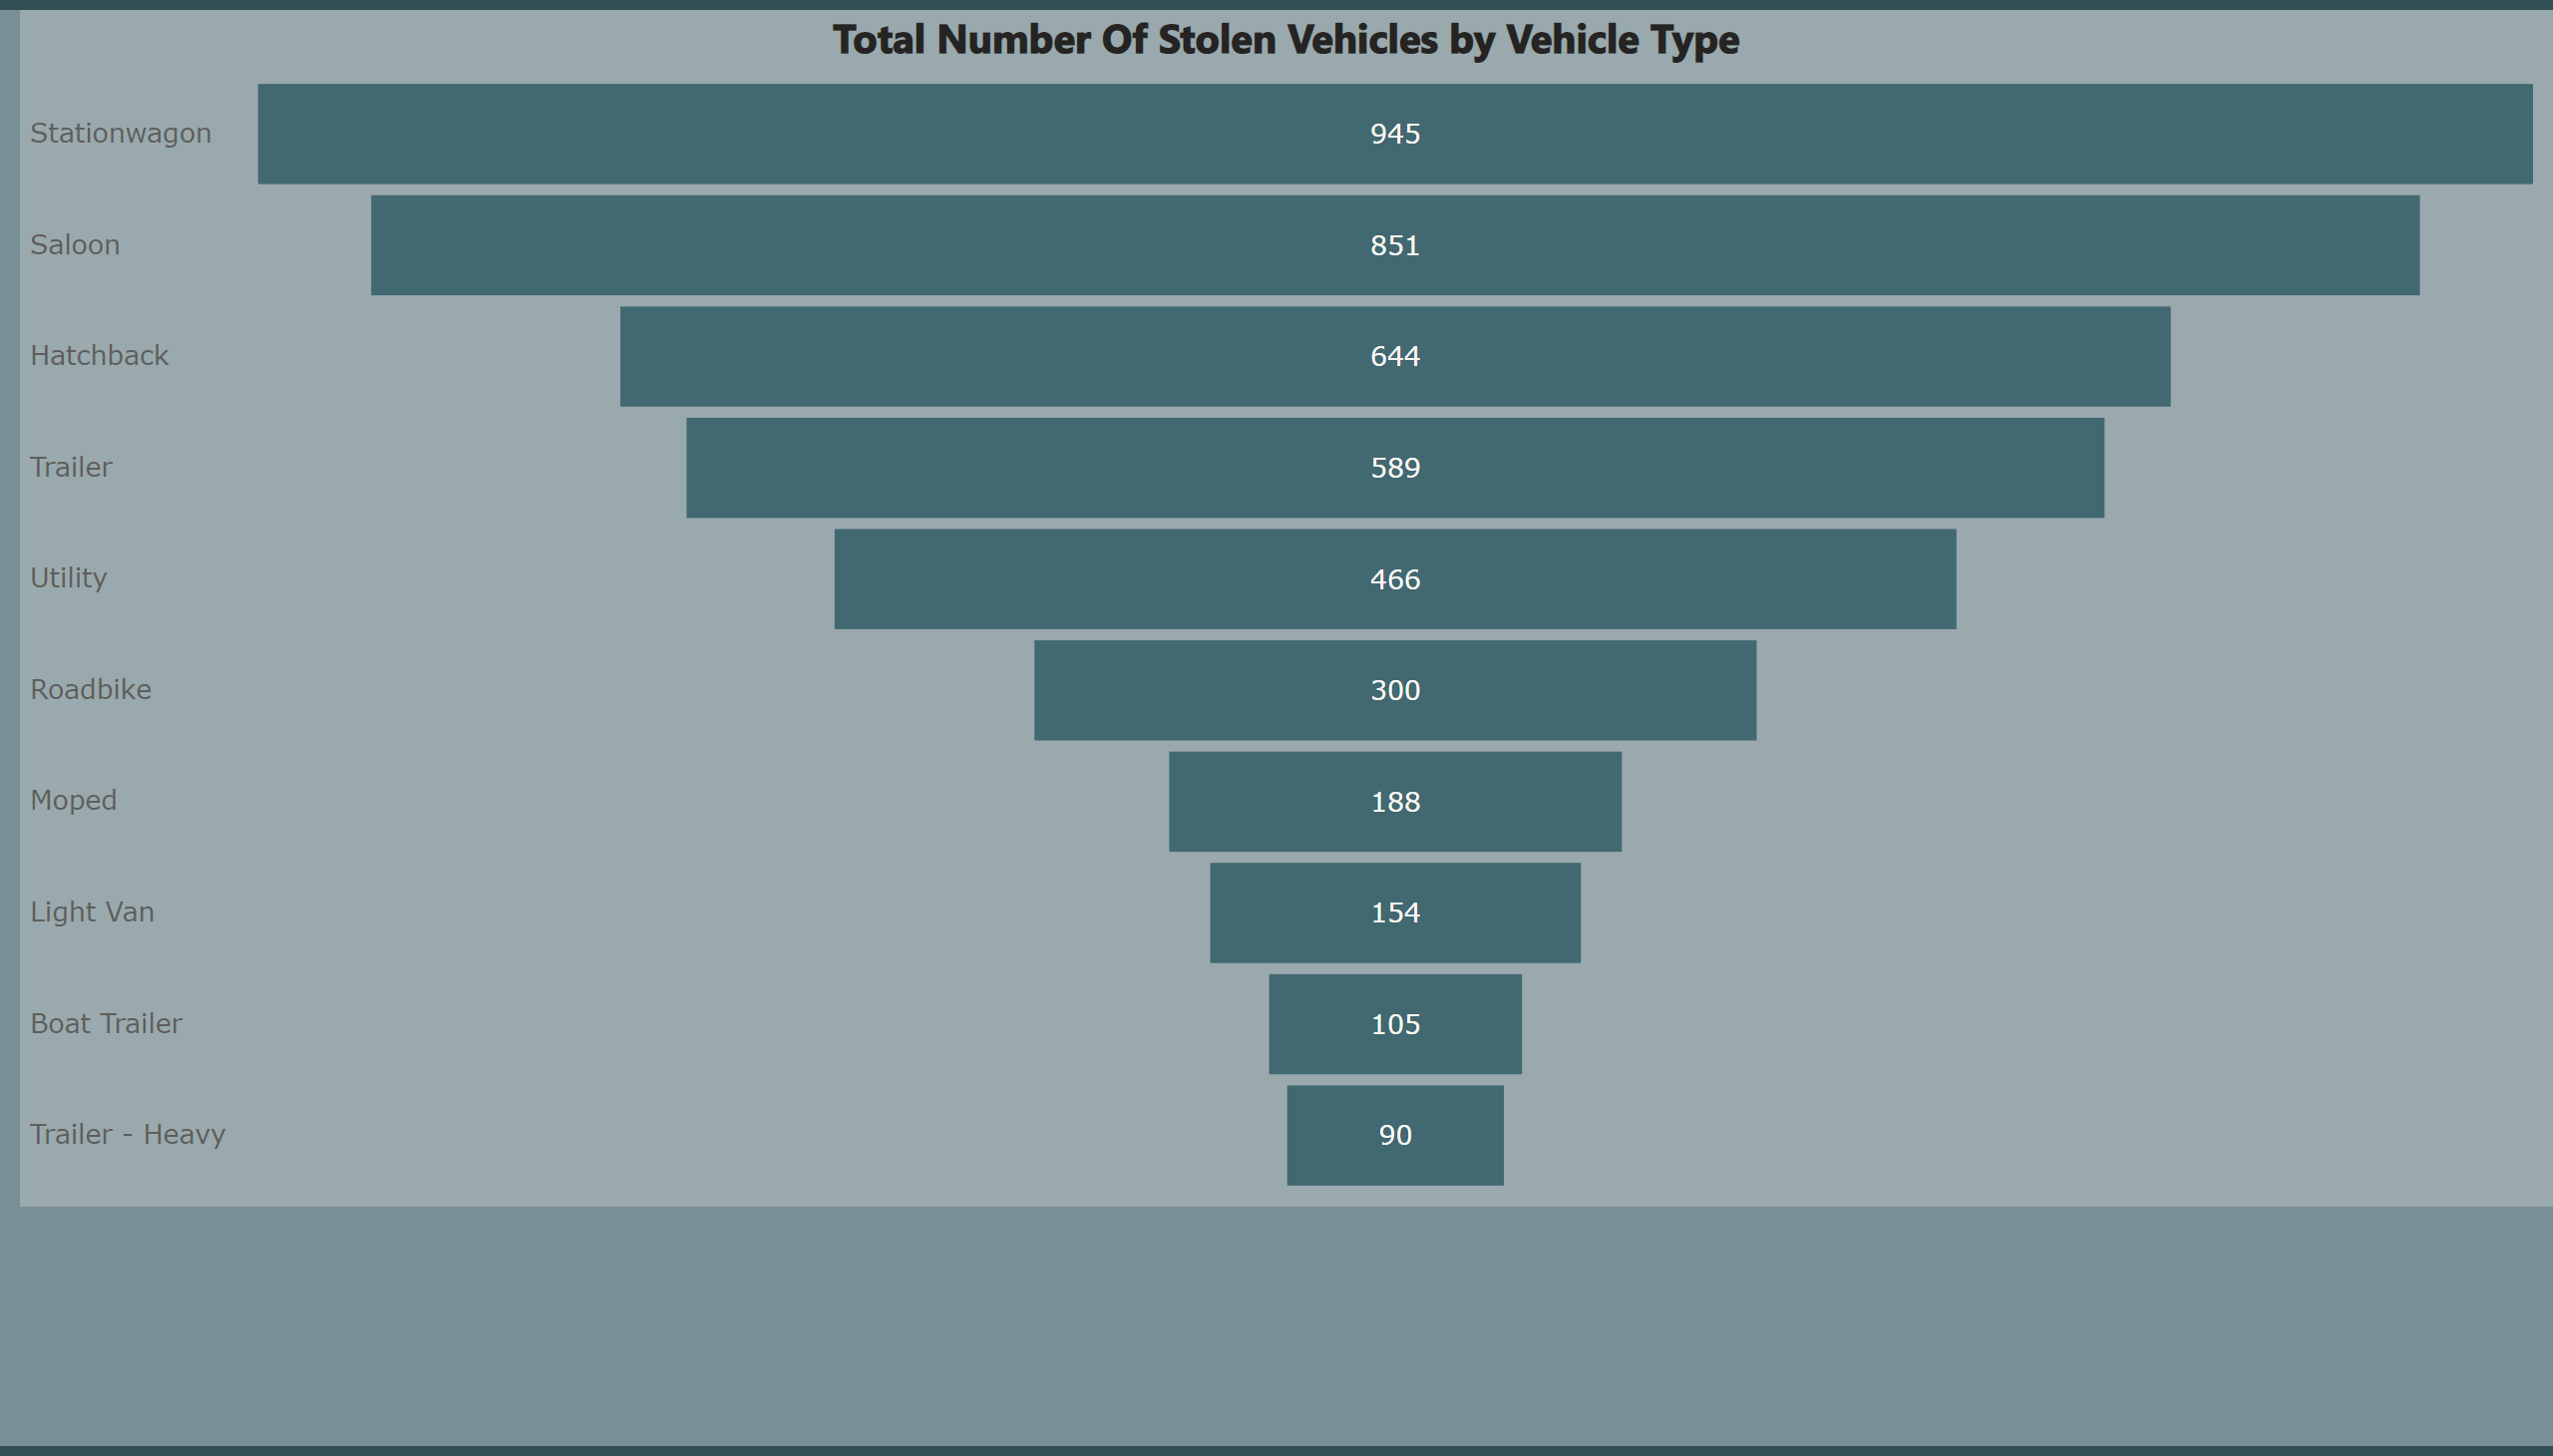 Total Number Of Stolen Vehicles by Vehicle Type
Stationwagon 945
Saloon 851
Hatchback 644
Trailer 589
Utility 466
Roadbike 300
Moped 188
Light Van 154
Boat Trailer 105
Trailer - Heavy 90